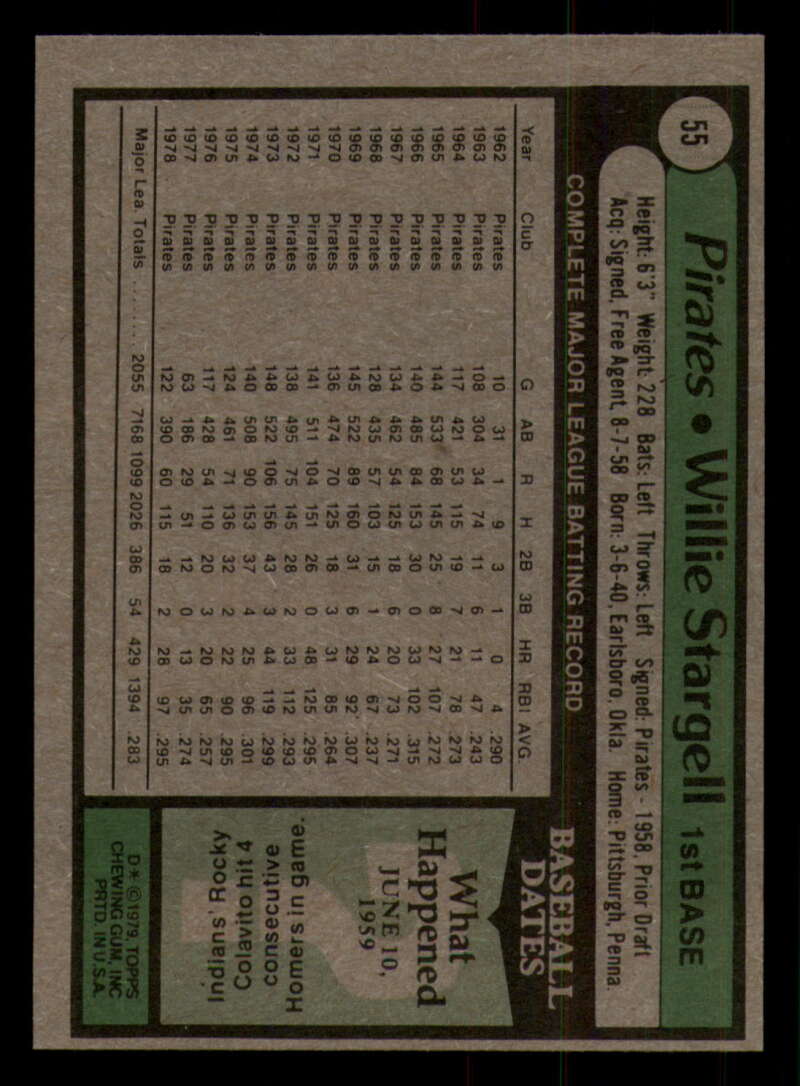 55
Pirates • Willie Stargell 1st BASE
Height: 6'3" Weight: 228 Bats: Left Throws: Left Signed: Pirates - 1958, Prior Draft
Acq: Signed, Free Agent, 8-7-58 Born: 3-6-40, Earlsboro, Okla. Home: Pittsburgh, Penna.
COMPLETE MAJOR LEAGUE BATTING RECORD
Year Club G AB R H 2B 3B HR RBI AVG.
1962 Pirates 10 31 1 9 3 1 0 4 .290
1963 Pirates 108 304 34 74 11 6 11 47 .243
1964 Pirates 117 421 53 115 19 7 21 78 .273
1965 Pirates 144 533 68 145 25 8 27 107 .272
1966 Pirates 140 485 84 153 30 0 33 102 .315
1967 Pirates 134 462 54 125 18 6 20 73 .271
1968 Pirates 128 435 57 103 15 1 24 67 .237
1969 Pirates 145 522 89 160 31 6 29 92 .307
1970 Pirates 136 474 70 125 18 3 31 85 .264
1971 Pirates 141 511 104 151 26 0 48 125 .295
1972 Pirates 138 495 75 145 28 2 33 112 .293
1973 Pirates 148 522 106 156 43 3 44 119 .299
1974 Pirates 140 508 90 153 37 4 25 96 .301
1975 Pirates 124 461 71 136 32 2 22 90 .295
1976 Pirates 117 428 54 110 20 3 20 65 .257
1977 Pirates 63 186 29 51 12 0 13 35 .274
1978 Pirates 122 390 60 115 18 2 28 97 .295
Major Lea. Totals ........ 2055 7168 1099 2026 386 54 429 1394 .283
BASEBALL
DATES
What
Happened
JUNE 10,
1959
Indians' Rocky
Colavito hit 4
consecutive
Homers in game.
D* ©1979, TOPPS
CHEWING GUM, INC.
PRTD. IN U.S.A.